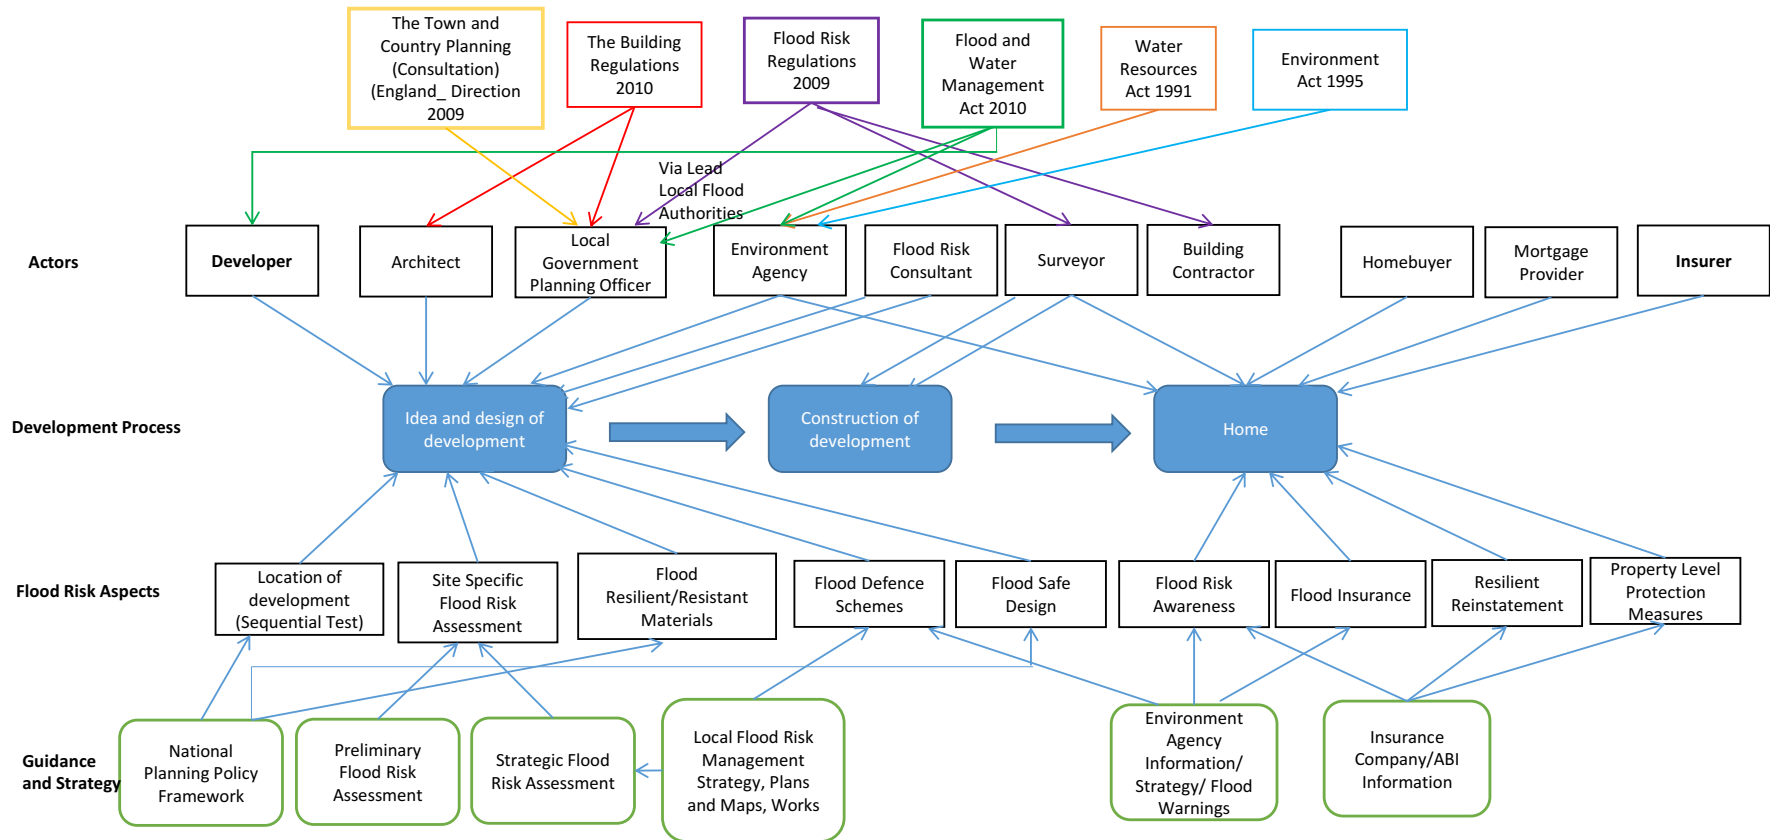 The Town and
Country Planning
(Consultation)
(England_ Direction
2009
The Building
Regulations
2010
Flood Risk
Regulations
2009
Flood and
Water
Management
Act 2010
Water
Resources
Act 1991
Environment
Act 1995
Via Lead
Local Flood
Authorities
Actors
Developer
Architect
Local
Government
Planning Officer
Environment
Agency
Flood Risk
Consultant
Surveyor
Building
Contractor
Homebuyer
Mortgage
Provider
Insurer
Development Process
Idea and design of
development
Construction of
development
Home
Flood Risk Aspects
Location of
development
(Sequential Test)
Site Specific
Flood Risk
Assessment
Flood
Resilient/Resistant
Materials
Flood Defence
Schemes
Flood Safe
Design
Flood Risk
Awareness
Flood Insurance
Resilient
Reinstatement
Property Level
Protection
Measures
Guidance
and Strategy
National
Planning Policy
Framework
Preliminary
Flood Risk
Assessment
Strategic Flood
Risk Assessment
Local Flood Risk
Management
Strategy, Plans
and Maps, Works
Environment
Agency
Information/
Strategy/ Flood
Warnings
Insurance
Company/ABI
Information